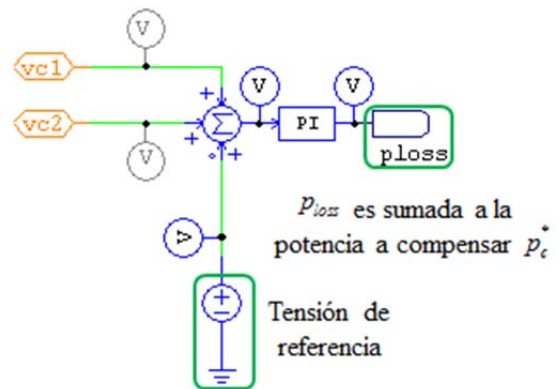 V
vc1
V
V
vc2
+
+
Σ
+
PI
ploss
V
p_loss es sumada a la
potencia a compensar p_c^*
V
+
−
Tensión de
referencia